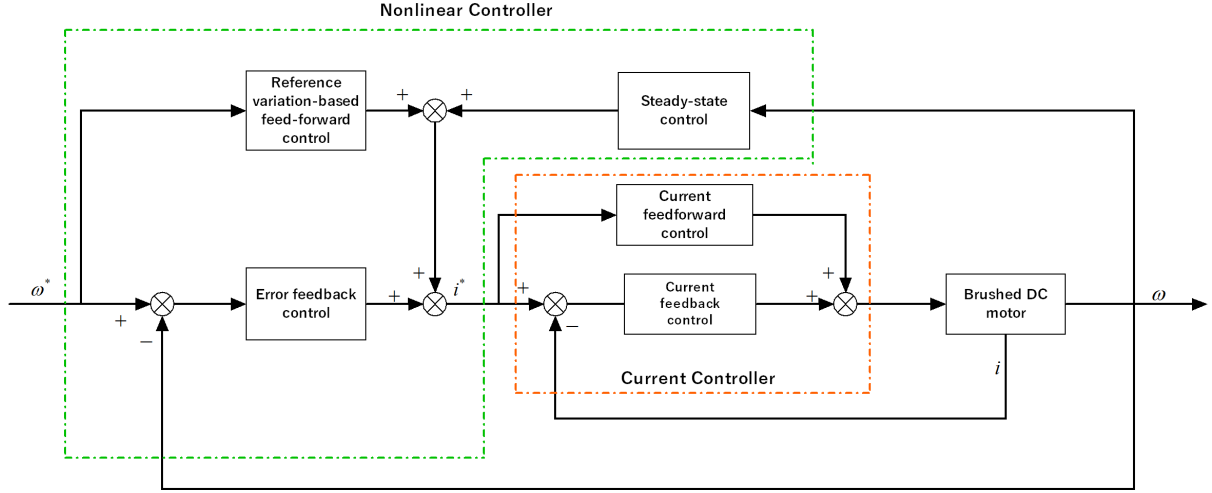 Nonlinear Controller
Reference
variation-based
feed-forward
control
+
+
Steady-state
control
Current
feedforward
control
ω*
+
−
Error feedback
control
+
+
i*
+
−
Current
feedback
control
+
+
Brushed DC
motor
ω
i
Current Controller